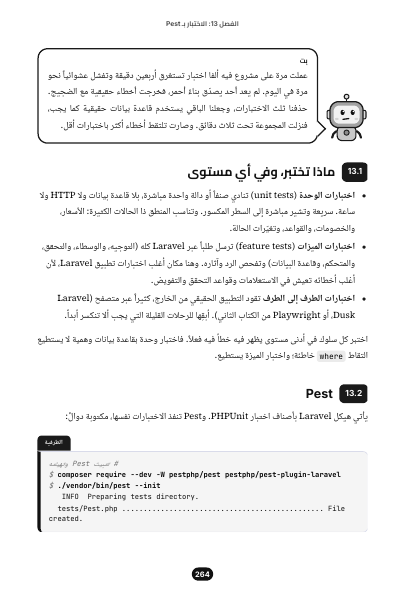 الفصل 13: الاختبار بـ Pest
بِت
عملت مرة على مشروع فيه ألفا اختبار تستغرق أربعين دقيقة وتفشل عشوائياً نحو
مرة في اليوم. لم يعد أحد يصدّق بناءً أحمر، فخرجت أخطاء حقيقية مع الضجيج.
حذفنا ثلث الاختبارات، وجعلنا الباقي يستخدم قاعدة بيانات حقيقية كما يجب،
فنزلت المجموعة تحت ثلاث دقائق. وصارت تلتقط أخطاء أكثر باختبارات أقل.
13.1 ماذا تختبر، وفي أي مستوى
• اختبارات الوحدة (unit tests) تنادي صنفاً أو دالة واحدة مباشرة، بلا قاعدة بيانات ولا HTTP ولا
ساعة. سريعة وتشير مباشرة إلى السطر المكسور. وتناسب المنطق ذا الحالات الكثيرة: الأسعار،
والخصومات، والقواعد، وتغيّرات الحالة.
• اختبارات الميزات (feature tests) ترسل طلباً عبر Laravel كله (التوجيه، والوسطاء، والتحقق،
والمتحكم، وقاعدة البيانات) وتفحص الرد وآثاره. وهنا مكان أغلب اختبارات تطبيق Laravel، لأن
أغلب أخطائه تعيش في الاستعلامات وقواعد التحقق والتفويض.
• اختبارات الطرف إلى الطرف تقود التطبيق الحقيقي من الخارج، كثيراً عبر متصفح (Laravel
Dusk، أو Playwright من الكتاب الثاني). أبقِها للرحلات القليلة التي يجب ألا تنكسر أبداً.
اختبر كل سلوك في أدنى مستوى يظهر فيه خطأ فيه فعلاً. فاختبار وحدة بقاعدة بيانات وهمية لا يستطيع
التقاط where خاطئة؛ واختبار الميزة يستطيع.
13.2 Pest
يأتي هيكل Laravel بأصناف اختبار PHPUnit. وPest تنفذ الاختبارات نفسها، مكتوبة دوالّ:
الطرفية
# تثبيت Pest وتهيئته
$ composer require --dev -W pestphp/pest pestphp/pest-plugin-laravel
$ ./vendor/bin/pest --init
INFO Preparing tests directory.
tests/Pest.php ................................................ File
created.
264